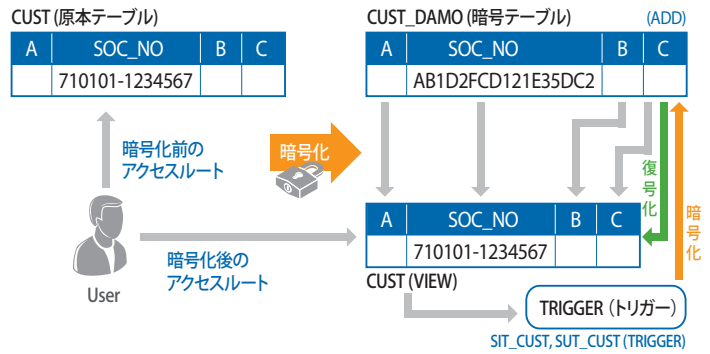 CUST (原本テーブル)
A SOC_NO B C
710101-1234567
CUST_DAMO (暗号テーブル) (ADD)
A SOC_NO B C
AB1D2FCD121E35DC2
暗号化前の
アクセスルート
暗号化
復号化
暗号化
User
暗号化後の
アクセスルート
A SOC_NO B C
710101-1234567
CUST (VIEW)
TRIGGER (トリガー)
SIT_CUST, SUT_CUST (TRIGGER)